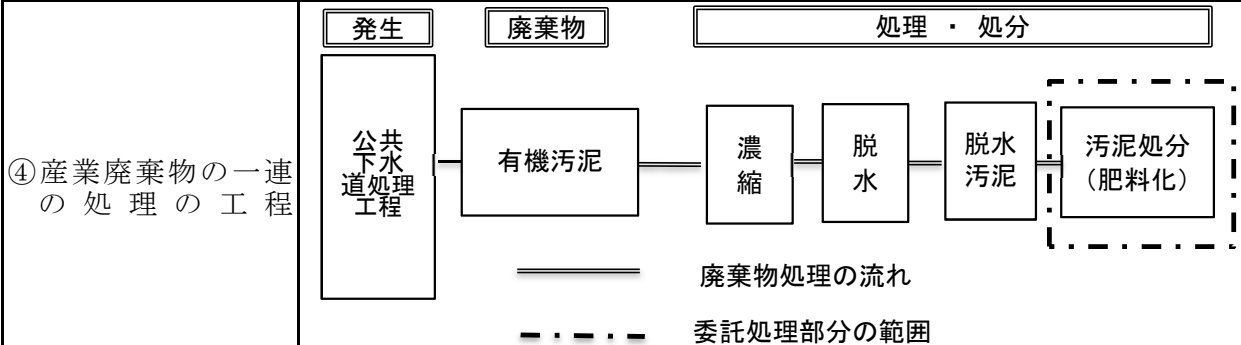 ④産業廃棄物の一連
の処理の工程
発生
廃棄物
処理 ・ 処分
公共
下水
道処理
工程
有機汚泥
濃
縮
脱
水
脱水
汚泥
汚泥処分
（肥料化）
廃棄物処理の流れ
委託処理部分の範囲